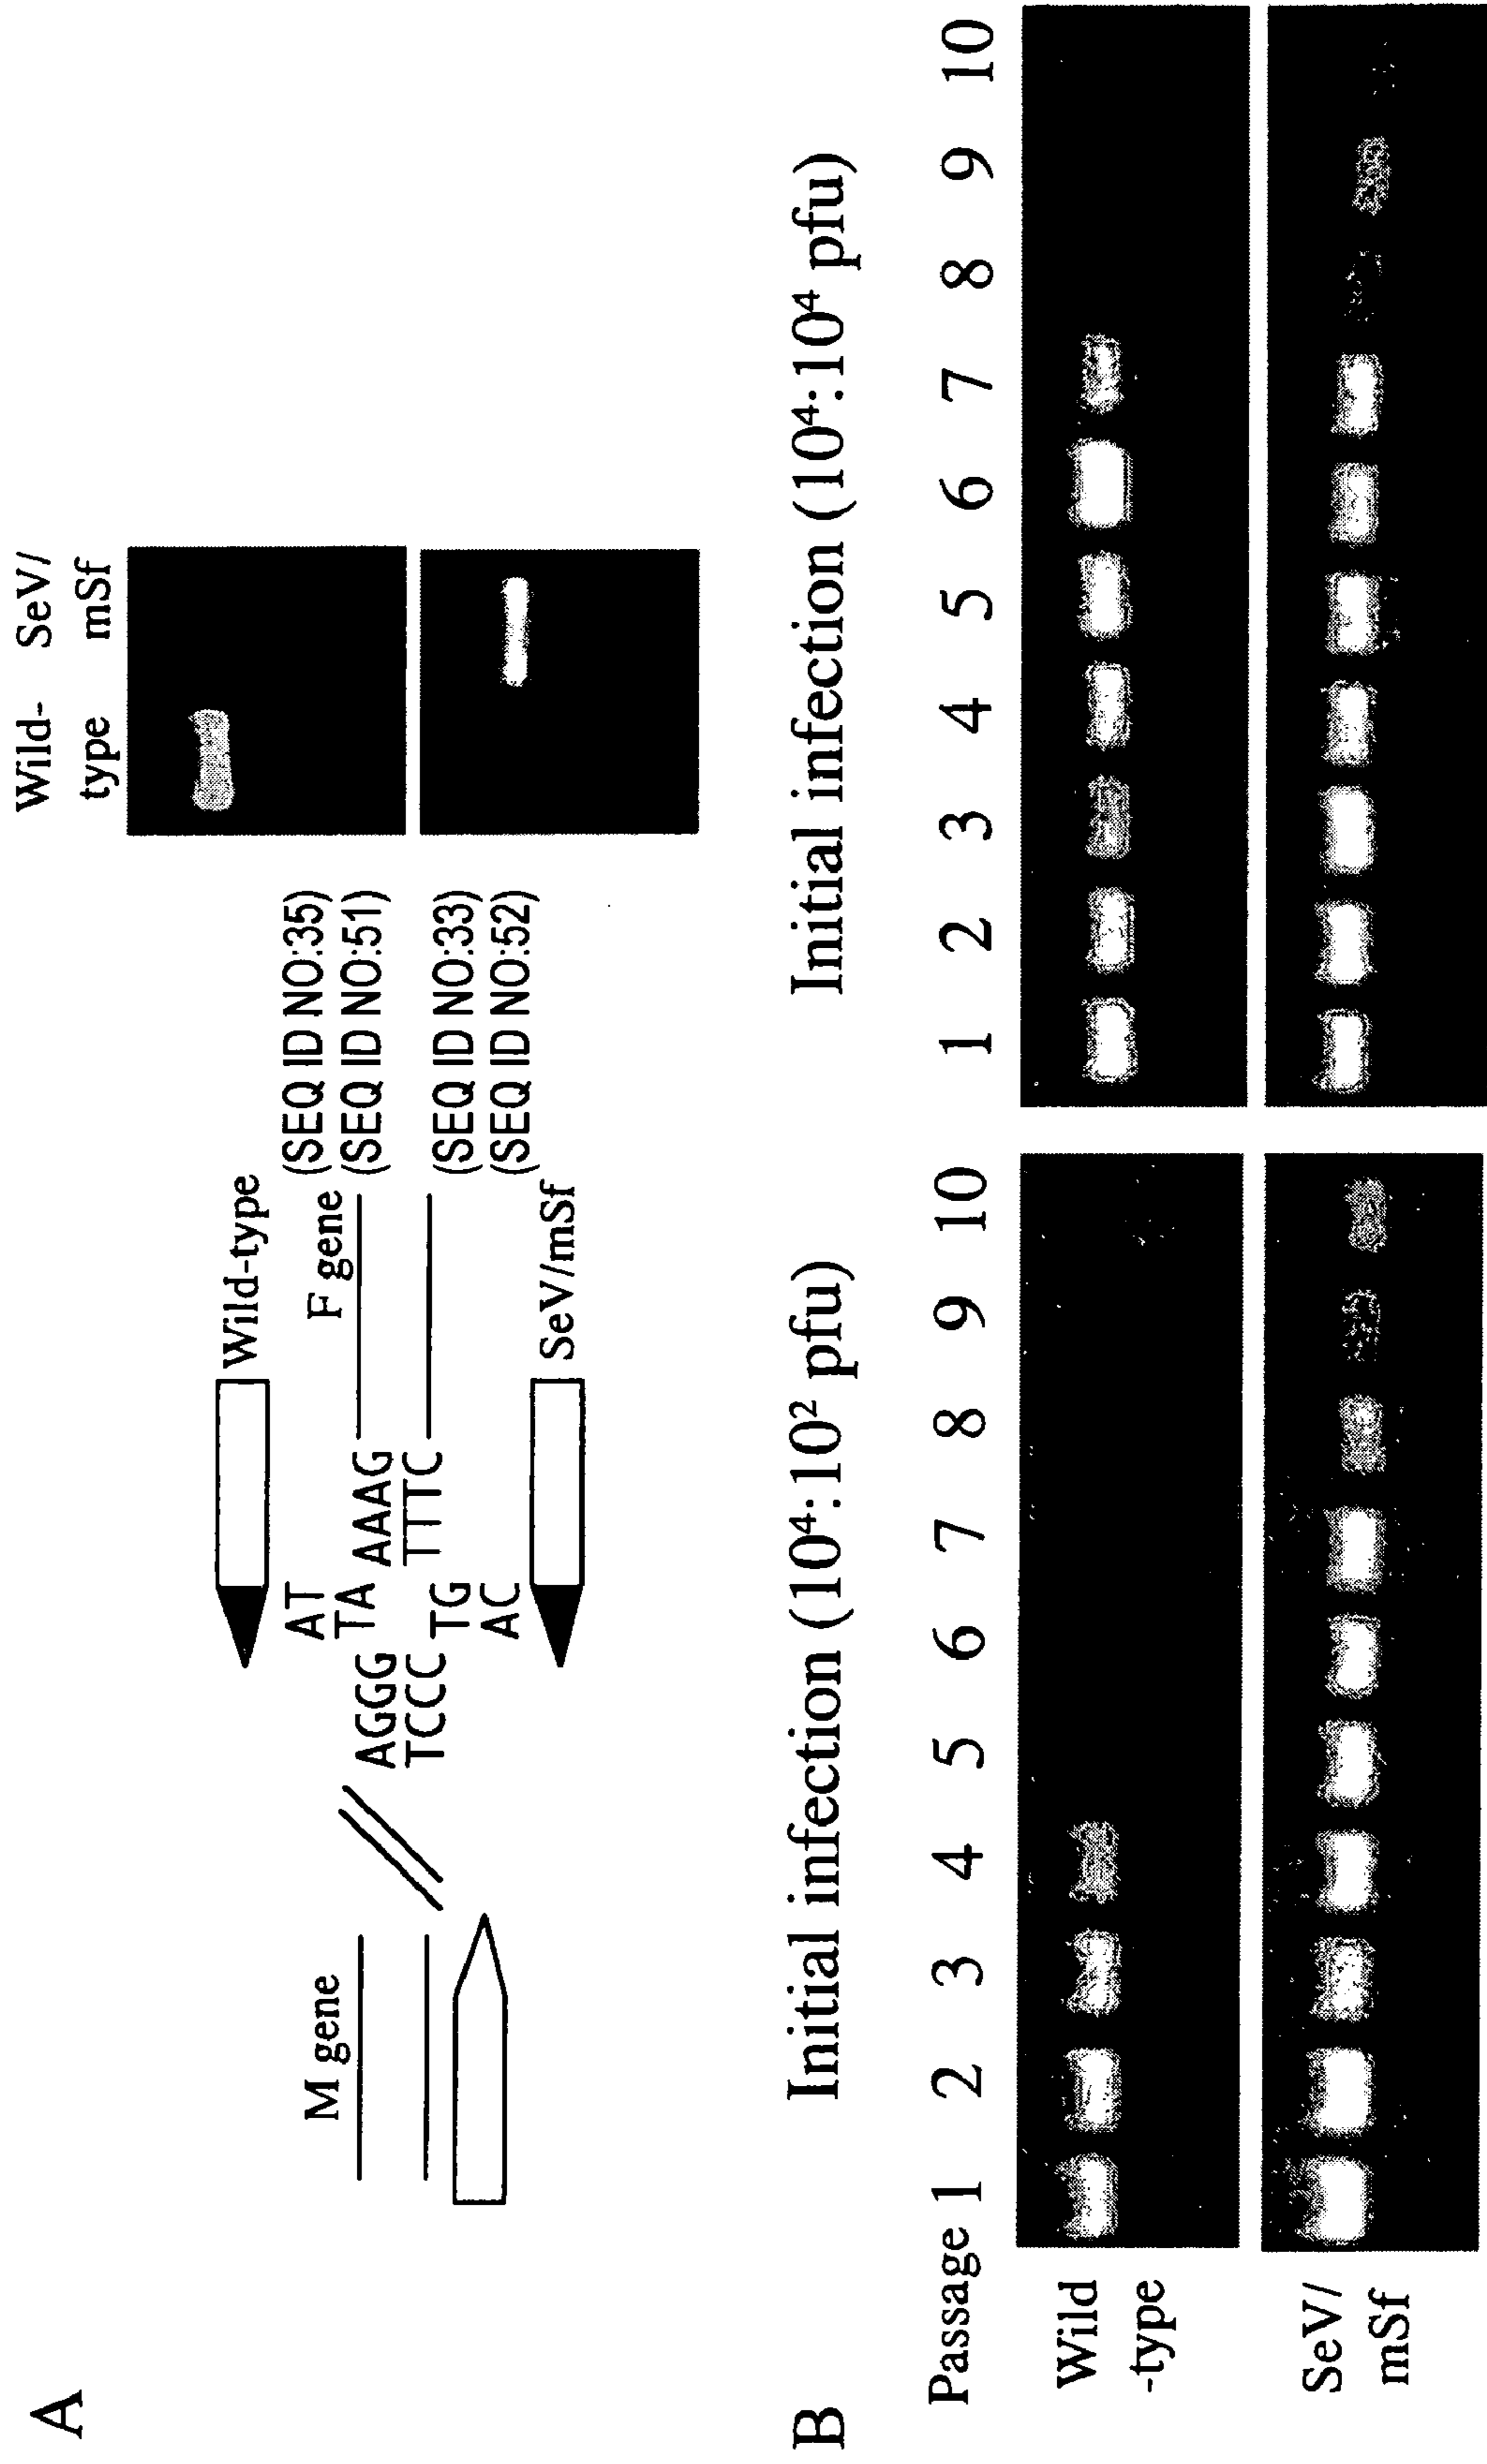 A
Wild- SeV/
type mSf
Wild-type
M gene
F gene
AT (SEQ ID NO:35)
TA (SEQ ID NO:51)
AGGG AAAG
TCCC TTTC
TG (SEQ ID NO:33)
AC (SEQ ID NO:52)
SeV/mSf
B
Initial infection (10⁴:10² pfu) Initial infection (10⁴:10⁴ pfu)
Passage 1 2 3 4 5 6 7 8 9 10 1 2 3 4 5 6 7 8 9 10
Wild
-type
SeV/
mSf